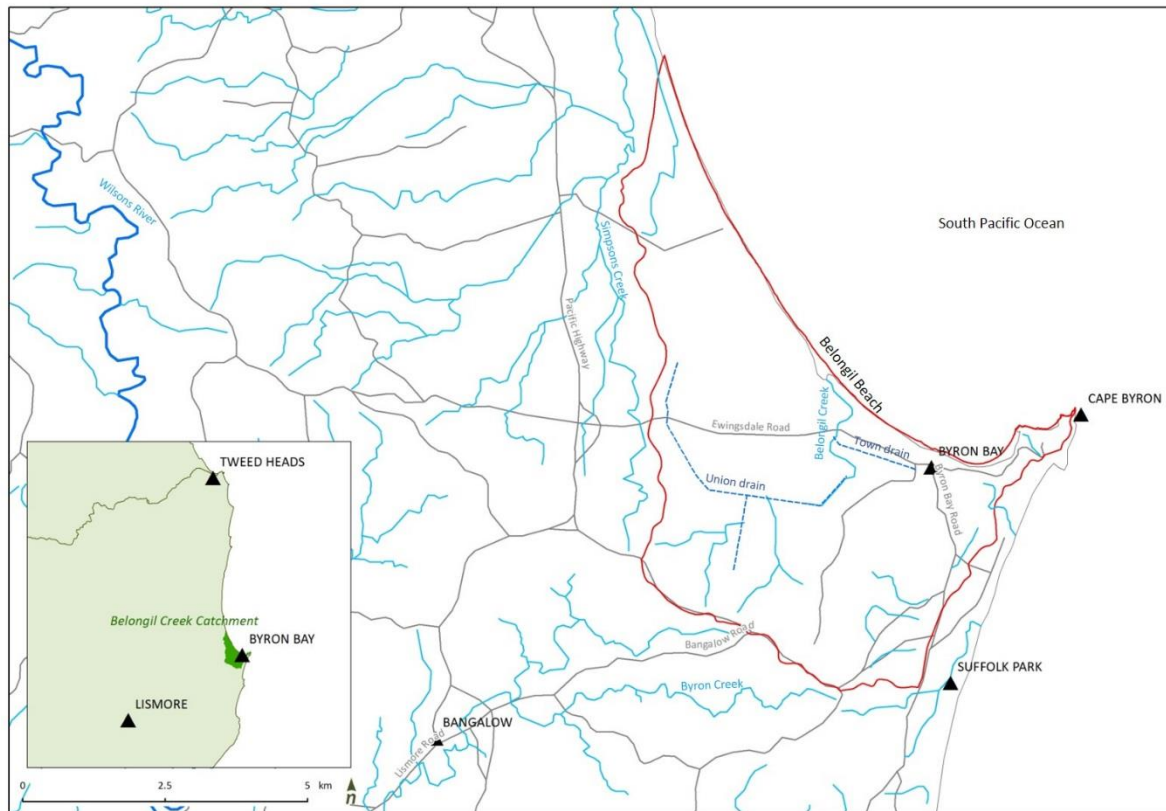 South Pacific Ocean
Wilsons River
Simpsons Creek
Pacific Highway
Belongil Beach
CAPE BYRON
Belongil Creek
Ewingsdale Road
Town drain
BYRON BAY
Union drain
Byron Bay Road
TWEED HEADS
Belongil Creek Catchment
BYRON BAY
LISMORE
Bangalow Road
Byron Creek
SUFFOLK PARK
BANGALOW
Lismore Road
0 2.5 5 km
n